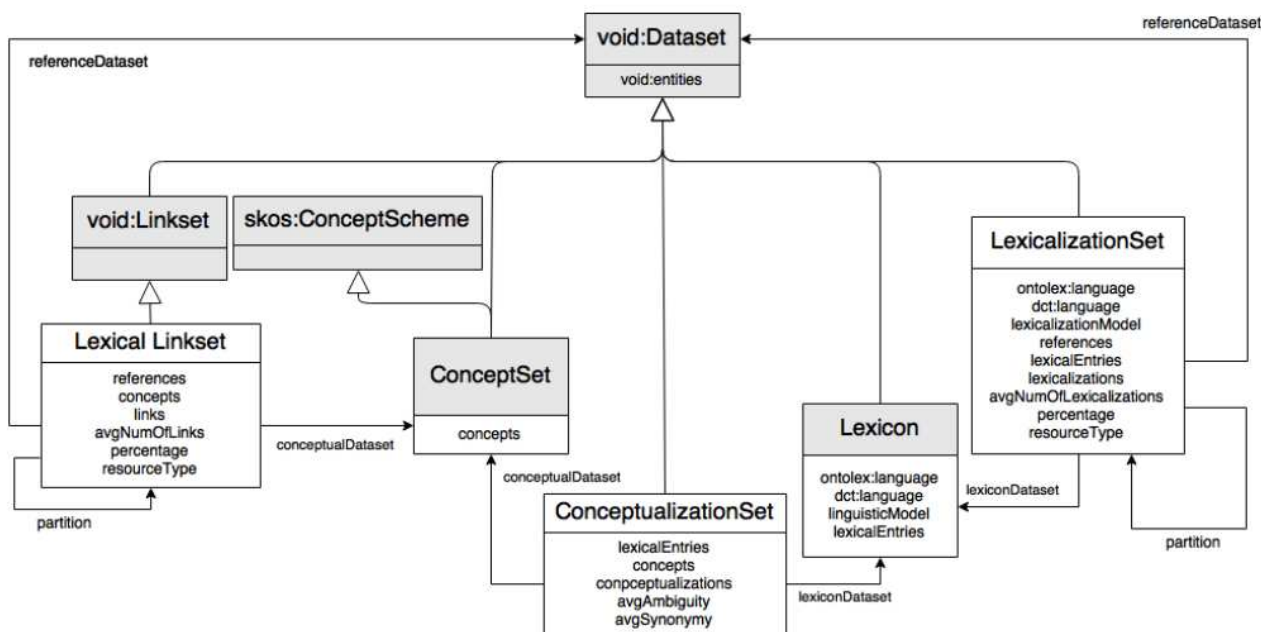 void:Dataset
void:entities
referenceDataset
referenceDataset
void:Linkset
skos:ConceptScheme
LexicalizationSet
ontolex:language
dct:language
lexicalizationModel
references
lexicalEntries
lexicalizations
avgNumOfLexicalizations
percentage
resourceType
Lexical Linkset
references
concepts
links
avgNumOfLinks
percentage
resourceType
partition
conceptualDataset
ConceptSet
concepts
conceptualDataset
Lexicon
ontolex:language
dct:language
linguisticModel
lexicalEntries
lexiconDataset
partition
ConceptualizationSet
lexicalEntries
concepts
conpceptualizations
avgAmbiguity
avgSynonymy
lexiconDataset